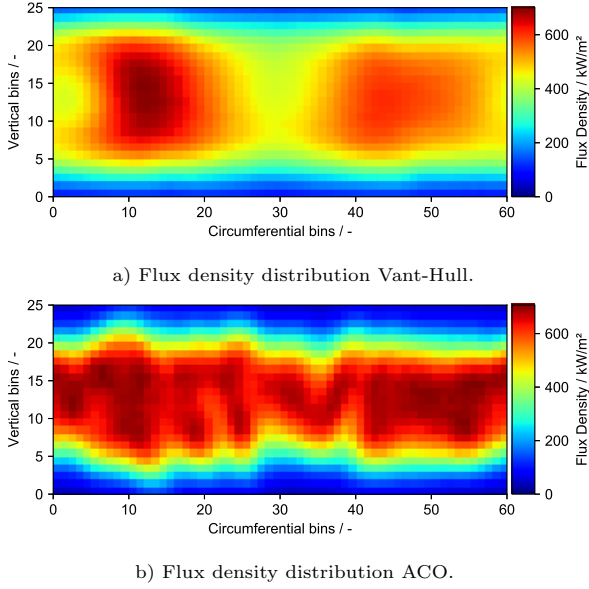 25
20
15
10
5
0
Vertical bins / -
0 10 20 30 40 50 60
Circumferential bins / -
600
400
200
0
Flux Density / kW/m²
a) Flux density distribution Vant-Hull.
25
20
15
10
5
0
Vertical bins / -
0 10 20 30 40 50 60
Circumferential bins / -
600
400
200
0
Flux Density / kW/m²
b) Flux density distribution ACO.